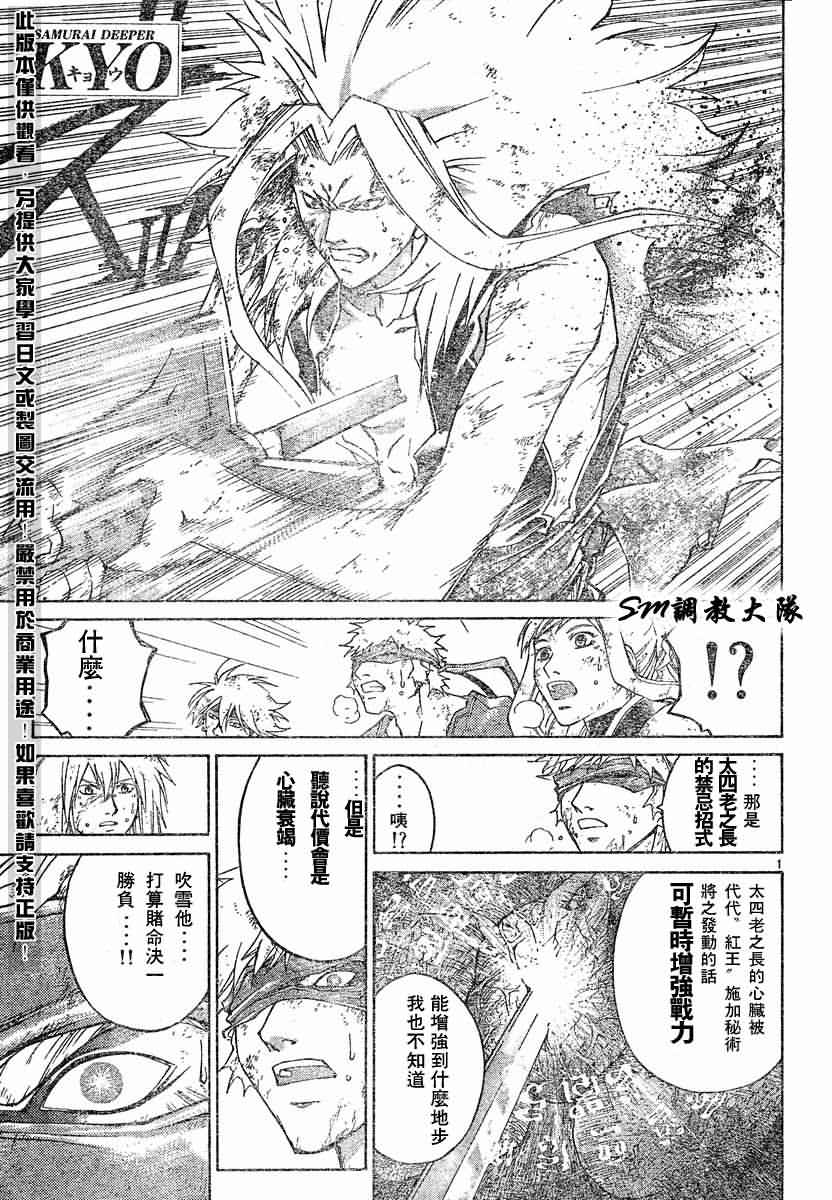 SAMURAI DEEPER
KYO
キョウ
此版本僅供觀看．另提供大家學習日文或製圖交流用！嚴禁用於商業用途！如果喜歡請支持正版！
XII
Sm調教大隊
!?
什麼
‥‥
‥‥那是
太四老之長
的禁忌招式
‥‥
咦!?
‥‥但是
聽說代價會是
心臟衰竭
‥‥
1
太四老之長的心臟被
代代〝紅王〞施加秘術
將之發動的話
可暫時增強戰力
能增強到什麼地步
我也不知道
吹雪他‥‥
打算賭命決一
勝負‥‥!!